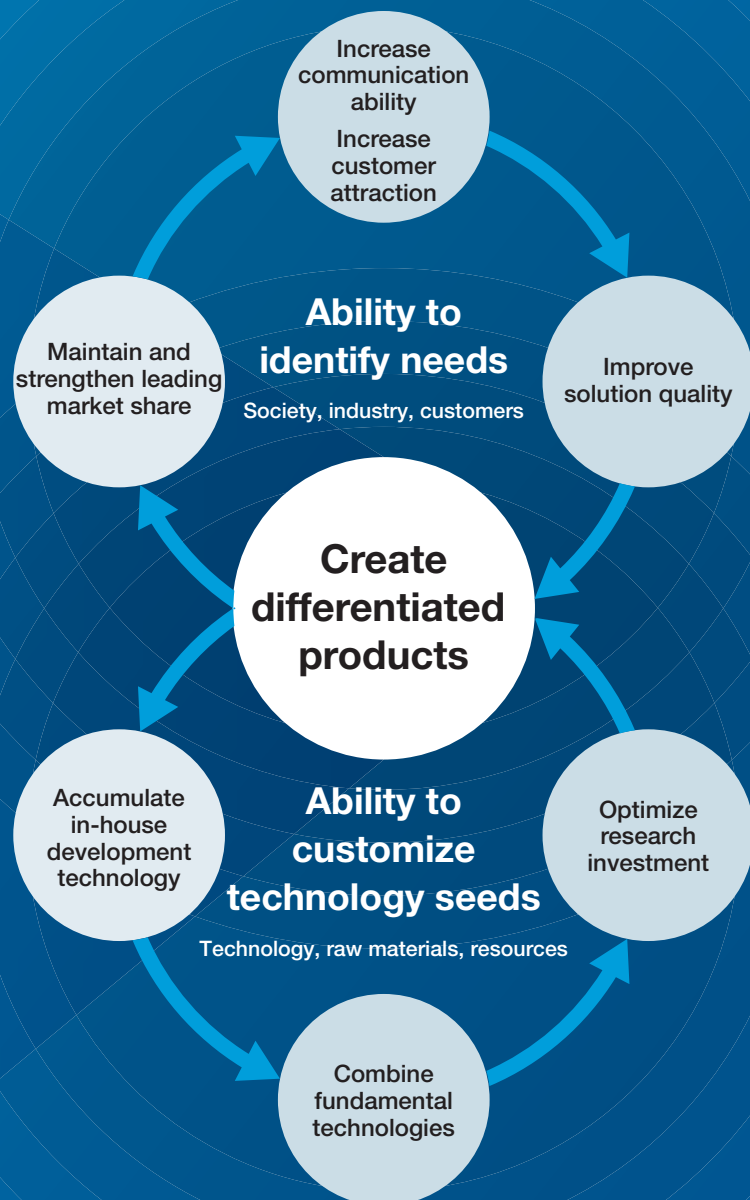 Increase
communication
ability
Increase
customer
attraction
Maintain and
strengthen leading
market share
Ability to
identify needs
Society, industry, customers
Improve
solution quality
Create
differentiated
products
Accumulate
in-house
development
technology
Ability to
customize
technology seeds
Technology, raw materials, resources
Optimize
research
investment
Combine
fundamental
technologies